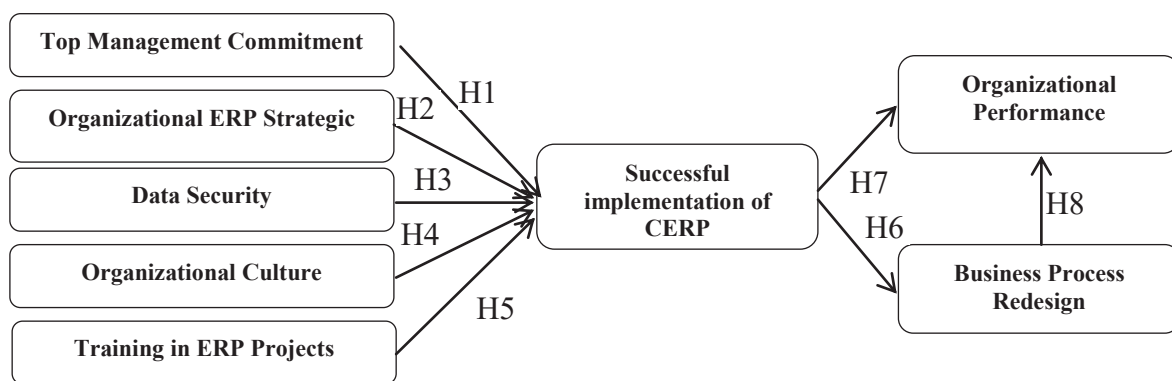 Top Management Commitment
H1
Organizational ERP Strategic
H2
Data Security
H3
Organizational Culture
H4
Training in ERP Projects
H5
Successful
implementation of
CERP
H7
H6
Organizational
Performance
H8
Business Process
Redesign